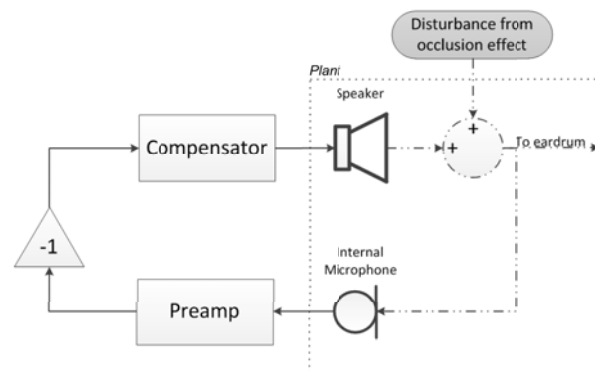 Disturbance from
occlusion effect
Plant
Speaker
Compensator
+
+
To eardrum
-1
Internal
Microphone
Preamp